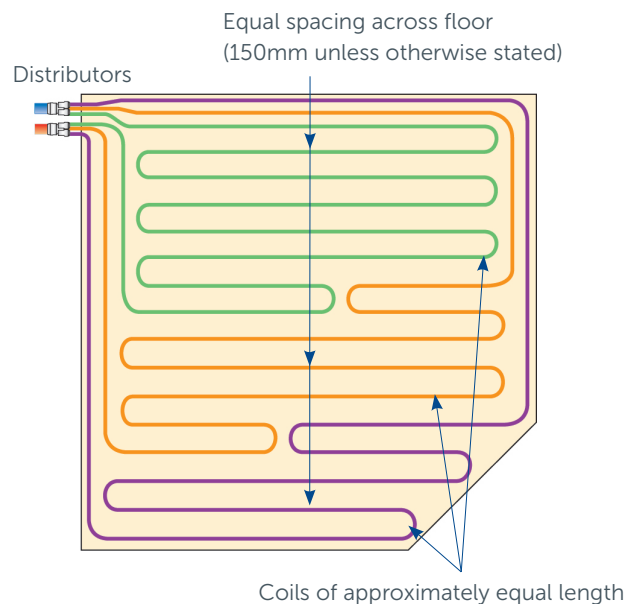 Equal spacing across floor
(150mm unless otherwise stated)
Distributors
Coils of approximately equal length